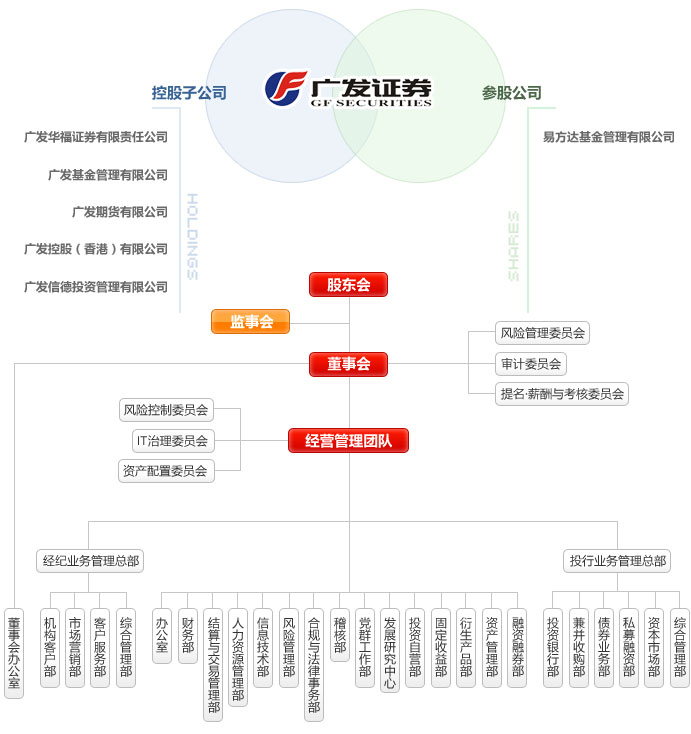 广发证券
GF SECURITIES
控股子公司
参股公司
广发华福证券有限责任公司
广发基金管理有限公司
广发期货有限公司
广发控股（香港）有限公司
广发信德投资管理有限公司
HOLDINGS
易方达基金管理有限公司
SHARES
股东会
监事会
董事会
风险管理委员会
审计委员会
提名·薪酬与考核委员会
风险控制委员会
IT治理委员会
资产配置委员会
经营管理团队
经纪业务管理总部
投行业务管理总部
董事会办公室
机构客户部
市场营销部
客户服务部
综合管理部
办公室
财务部
结算与交易管理部
人力资源管理部
信息技术部
风险管理部
合规与法律事务部
稽核部
党群工作部
发展研究中心
投资自营部
固定收益部
衍生产品部
资产管理部
融资融券部
投资银行部
兼并收购部
债券业务部
私募融资部
资本市场部
综合管理部